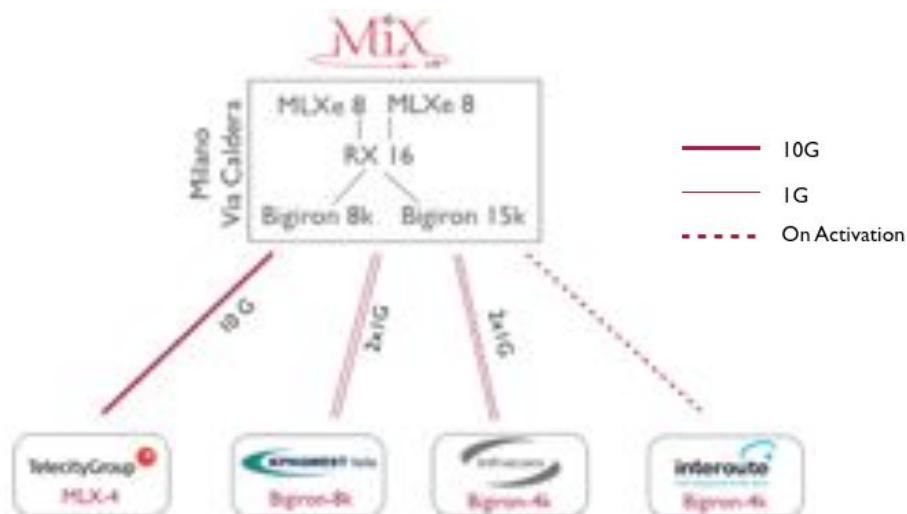 MiX
Milano
Via Caldera
MLXe 8 MLXe 8
RX 16
Bigiron 8k Bigiron 15k
10G
1G
On Activation
10 G
2x1G
2x1G
TelecityGroup
MLX-4
Bigiron-8k
Bigiron-4k
interoute
Bigiron-4k